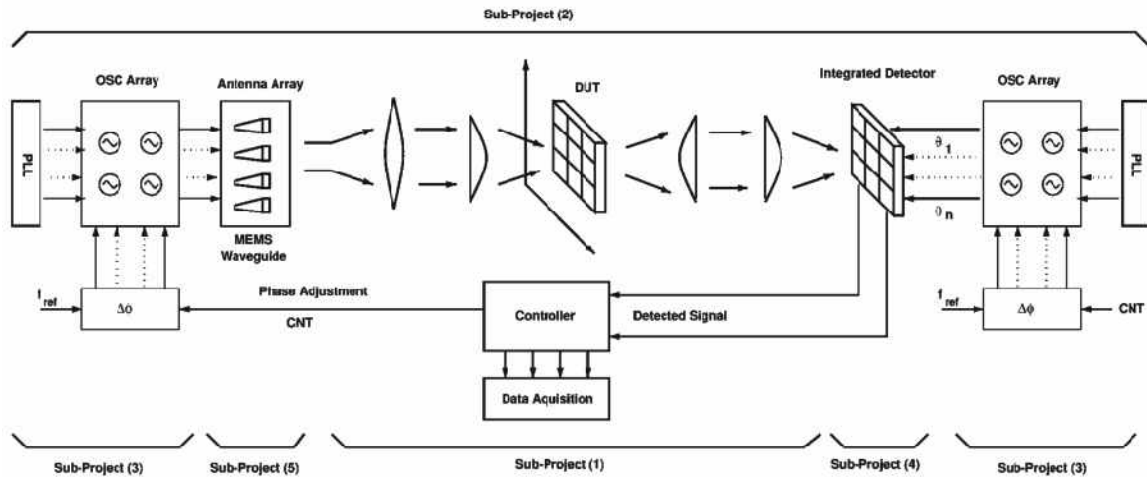 Sub-Project (2)
OSC Array
Antenna Array
DUT
Integrated Detector
OSC Array
PLL
PLL
θ 1
θ n
MEMS
Waveguide
f ref
Δϕ
Phase Adjustment
CNT
Controller
Detected Signal
f ref
Δϕ
CNT
Data Aquisition
Sub-Project (3)
Sub-Project (5)
Sub-Project (1)
Sub-Project (4)
Sub-Project (3)